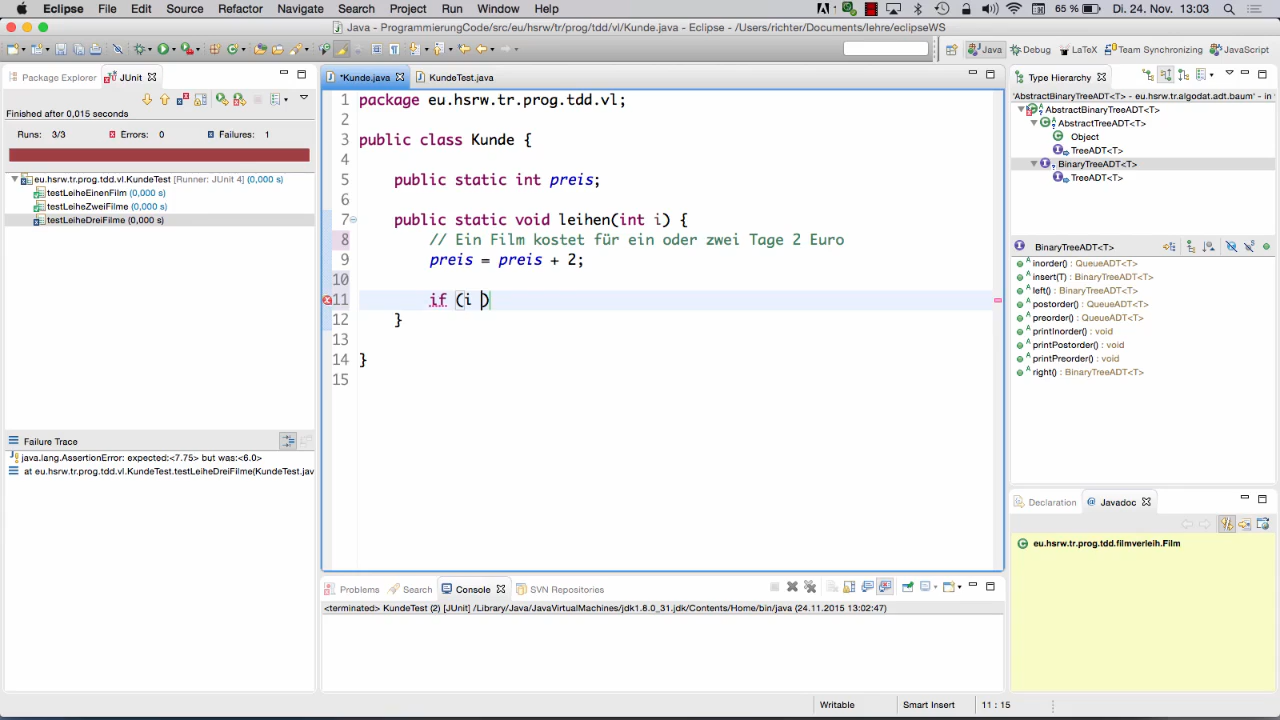 Eclipse File Edit Source Refactor Navigate Search Project Run Window Help 65 % Di. 24. Nov. 13:03
Java - ProgrammierungCode/src/eu/hsrw/tr/prog/tdd/vl/Kunde.java - Eclipse - /Users/richter/Documents/lehre/eclipseWS
Java Debug LaTeX Team Synchronizing JavaScript
Package Explorer JUnit
Finished after 0,015 seconds
Runs: 3/3 Errors: 0 Failures: 1
eu.hsrw.tr.prog.tdd.vl.KundeTest [Runner: JUnit 4] (0,000 s)
testLeiheEinenFilm (0,000 s)
testLeiheZweiFilme (0,000 s)
testLeiheDreiFilme (0,000 s)
Failure Trace
java.lang.AssertionError: expected:<7.75> but was:<6.0>
at eu.hsrw.tr.prog.tdd.vl.KundeTest.testLeiheDreiFilme(KundeTest.jav
*Kunde.java KundeTest.java
1 package eu.hsrw.tr.prog.tdd.vl;
2
3 public class Kunde {
4
5 public static int preis;
6
7 public static void leihen(int i) {
8 // Ein Film kostet für ein oder zwei Tage 2 Euro
9 preis = preis + 2;
10
11 if (i )
12 }
13
14 }
15
Problems Search Console SVN Repositories
<terminated> KundeTest (2) [JUnit] /Library/Java/JavaVirtualMachines/jdk1.8.0_31.jdk/Contents/Home/bin/java (24.11.2015 13:02:47)
Type Hierarchy
'AbstractBinaryTreeADT<T>' - eu.hsrw.tr.algodat.adt.baum' - in
AbstractBinaryTreeADT<T>
AbstractTreeADT<T>
Object
TreeADT<T>
BinaryTreeADT<T>
TreeADT<T>
BinaryTreeADT<T>
inorder() : QueueADT<T>
insert(T) : BinaryTreeADT<T>
left() : BinaryTreeADT<T>
postorder() : QueueADT<T>
preorder() : QueueADT<T>
printInorder() : void
printPostorder() : void
printPreorder() : void
right() : BinaryTreeADT<T>
Declaration Javadoc
eu.hsrw.tr.prog.tdd.filmverleih.Film
Writable Smart Insert 11 : 15